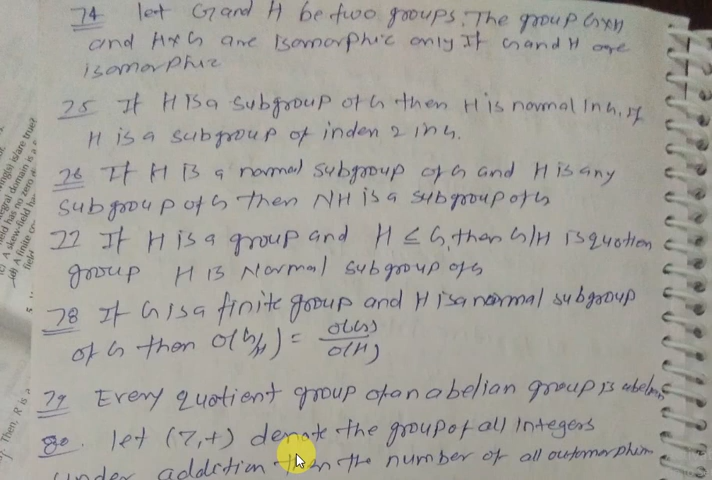 74 let G and H be two groups. The group G×H
and H×G are isomorphic only If G and H are
isomorphic
75 If H is a subgroup of G then H is normal in G, If
H is a subgroup of inden 2 in G.
76 If H is a normal subgroup of G and H is any
subgroup of G then NH is a subgroup of G
77 If H is a group and H ≤ G, then G/H is quotion
group H is Normal subgroup of G
78 If G is a finite group and H is a normal subgroup
of G then O(G/H) = O(G)/O(H)
79 Every quotient group of an abelian group is abelian
80. let (Z,+) denote the group of all Integers
under addition then the number of all automorphism